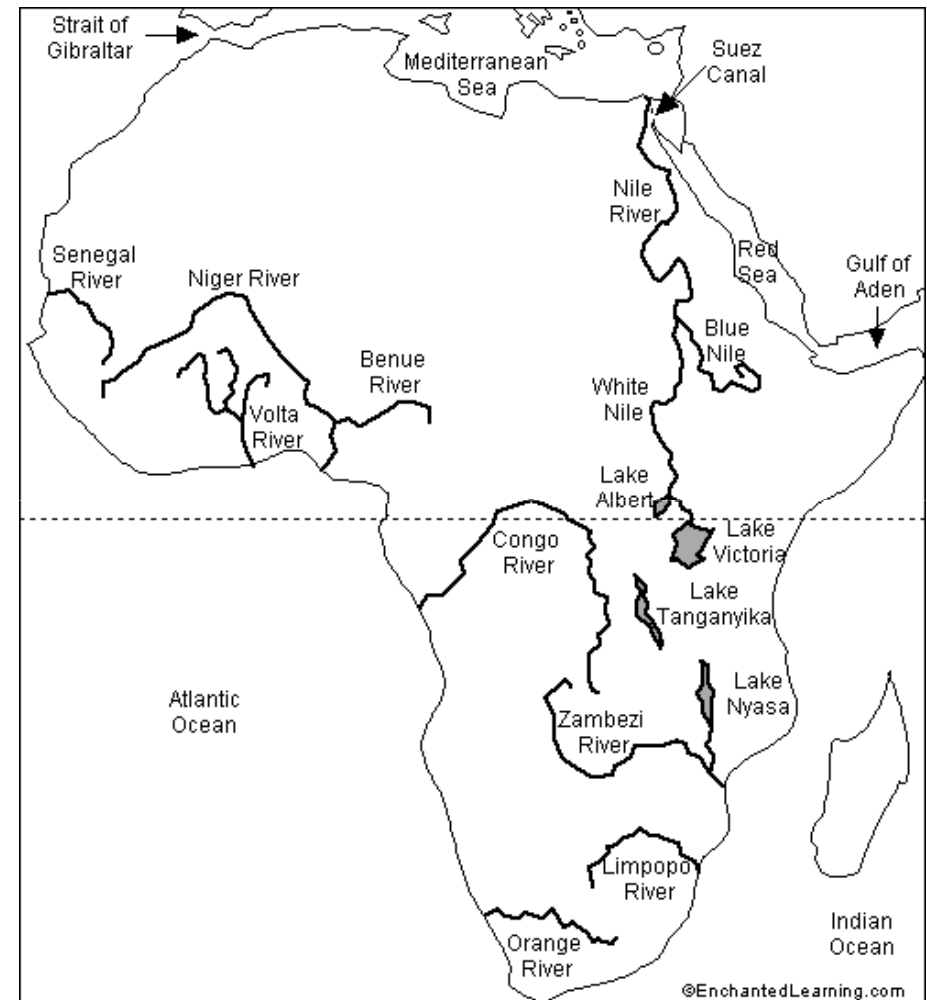 Strait of
Gibraltar
Mediterranean
Sea
Suez
Canal
Nile
River
Red
Sea
Gulf of
Aden
Senegal
River
Niger River
Benue
River
Blue
Nile
White
Nile
Volta
River
Lake
Albert
Congo
River
Lake
Victoria
Lake
Tanganyika
Atlantic
Ocean
Zambezi
River
Lake
Nyasa
Limpopo
River
Orange
River
Indian
Ocean
©EnchantedLearning.com